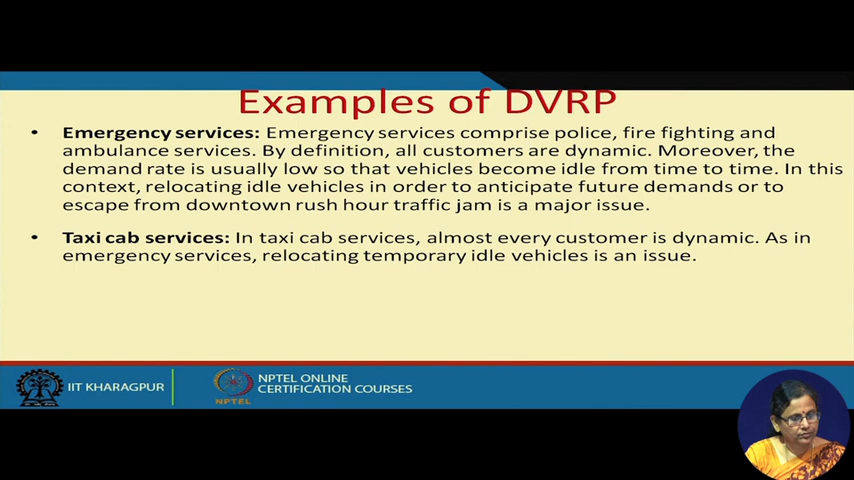 Examples of DVRP
• Emergency services: Emergency services comprise police, fire fighting and
ambulance services. By definition, all customers are dynamic. Moreover, the
demand rate is usually low so that vehicles become idle from time to time. In this
context, relocating idle vehicles in order to anticipate future demands or to
escape from downtown rush hour traffic jam is a major issue.
• Taxi cab services: In taxi cab services, almost every customer is dynamic. As in
emergency services, relocating temporary idle vehicles is an issue.
IIT KHARAGPUR
NPTEL
NPTEL ONLINE
CERTIFICATION COURSES